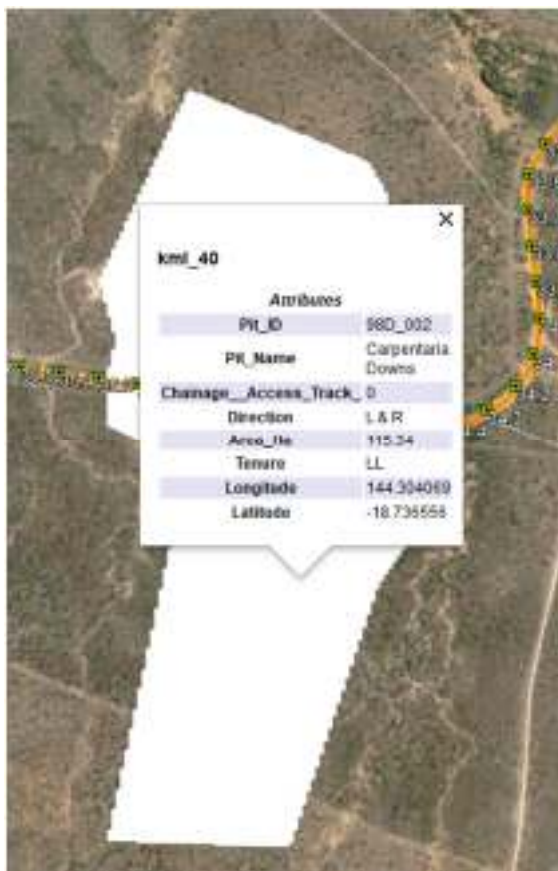 kml_40
Attributes
Pit_ID 98D_002
Pit_Name Carpentaria
Downs
Chainage__Access_Track_ 0
Direction L & R
Area_Ha 115.34
Tenure LL
Longitude 144.304069
Latitude -18.736556